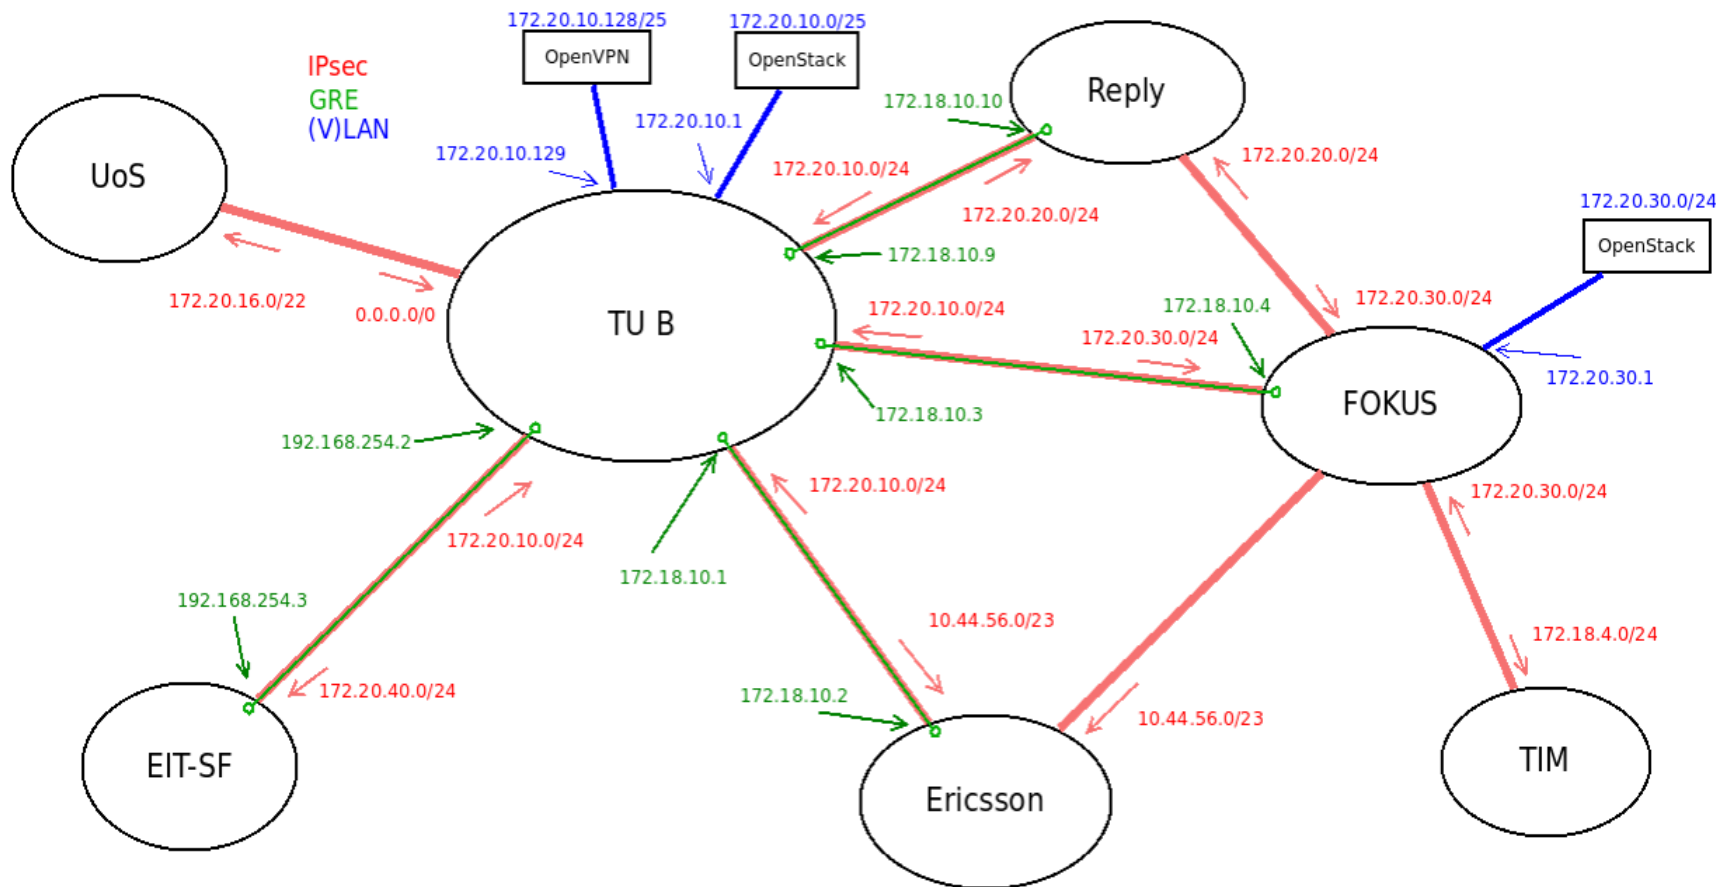 172.20.10.128/25
172.20.10.0/25
OpenVPN
OpenStack
IPsec
GRE
(V)LAN
Reply
172.18.10.10
172.20.10.1
172.20.10.129
172.20.10.0/24
172.20.20.0/24
172.20.20.0/24
UoS
172.20.30.0/24
OpenStack
172.18.10.9
172.20.16.0/22
0.0.0.0/0
TU B
172.20.10.0/24
172.20.30.0/24
172.18.10.4
172.20.30.0/24
172.20.30.1
FOKUS
172.18.10.3
192.168.254.2
172.20.10.0/24
172.20.30.0/24
172.20.10.0/24
172.18.10.1
192.168.254.3
10.44.56.0/23
172.18.4.0/24
172.20.40.0/24
172.18.10.2
10.44.56.0/23
EIT-SF
Ericsson
TIM